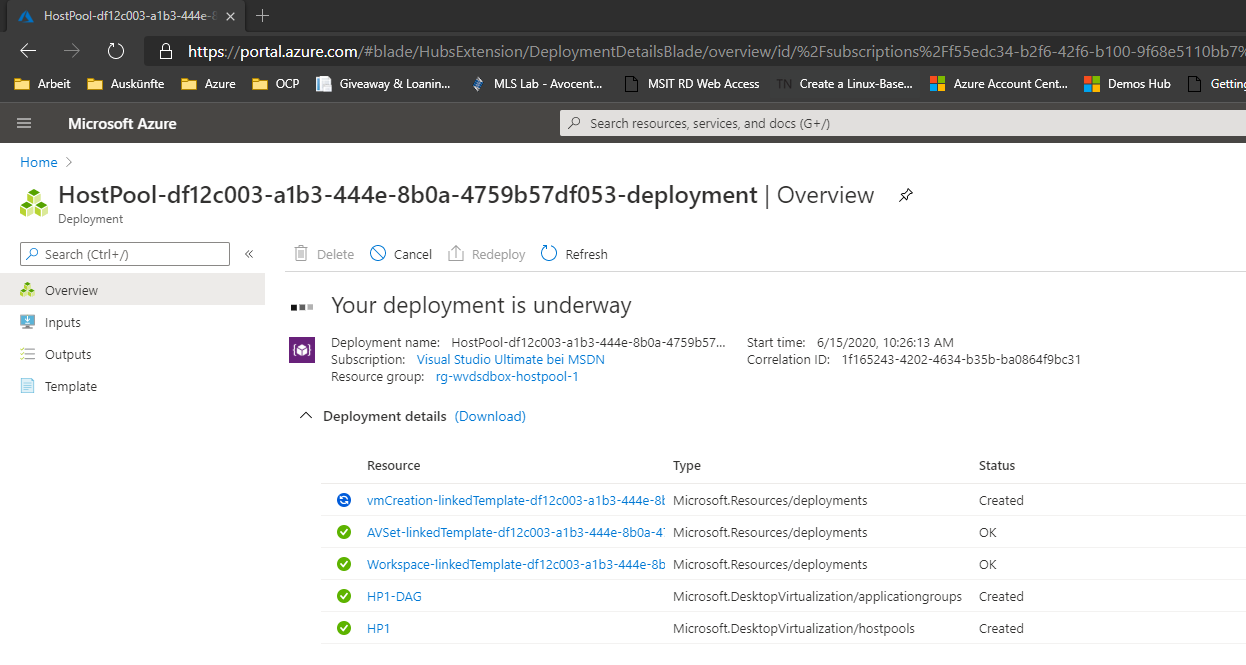 HostPool-df12c003-a1b3-444e-8
https://portal.azure.com/#blade/HubsExtension/DeploymentDetailsBlade/overview/id/%2Fsubscriptions%2Ff55edc34-b2f6-42f6-b100-9f68e5110bb7%
Arbeit Auskünfte Azure OCP Giveaway & Loanin... MLS Lab - Avocent... MSIT RD Web Access TN Create a Linux-Base... Azure Account Cent... Demos Hub Getting
Microsoft Azure Search resources, services, and docs (G+/)
Home
HostPool-df12c003-a1b3-444e-8b0a-4759b57df053-deployment | Overview
Deployment
Search (Ctrl+/) « Delete Cancel Redeploy Refresh
Overview
Inputs
Outputs
Template
Your deployment is underway
Deployment name: HostPool-df12c003-a1b3-444e-8b0a-4759b57... Start time: 6/15/2020, 10:26:13 AM
Subscription: Visual Studio Ultimate bei MSDN Correlation ID: 1f165243-4202-4634-b35b-ba0864f9bc31
Resource group: rg-wvdsdbox-hostpool-1
Deployment details (Download)
Resource Type Status
vmCreation-linkedTemplate-df12c003-a1b3-444e-8b Microsoft.Resources/deployments Created
AVSet-linkedTemplate-df12c003-a1b3-444e-8b0a-47 Microsoft.Resources/deployments OK
Workspace-linkedTemplate-df12c003-a1b3-444e-8b Microsoft.Resources/deployments OK
HP1-DAG Microsoft.DesktopVirtualization/applicationgroups Created
HP1 Microsoft.DesktopVirtualization/hostpools Created